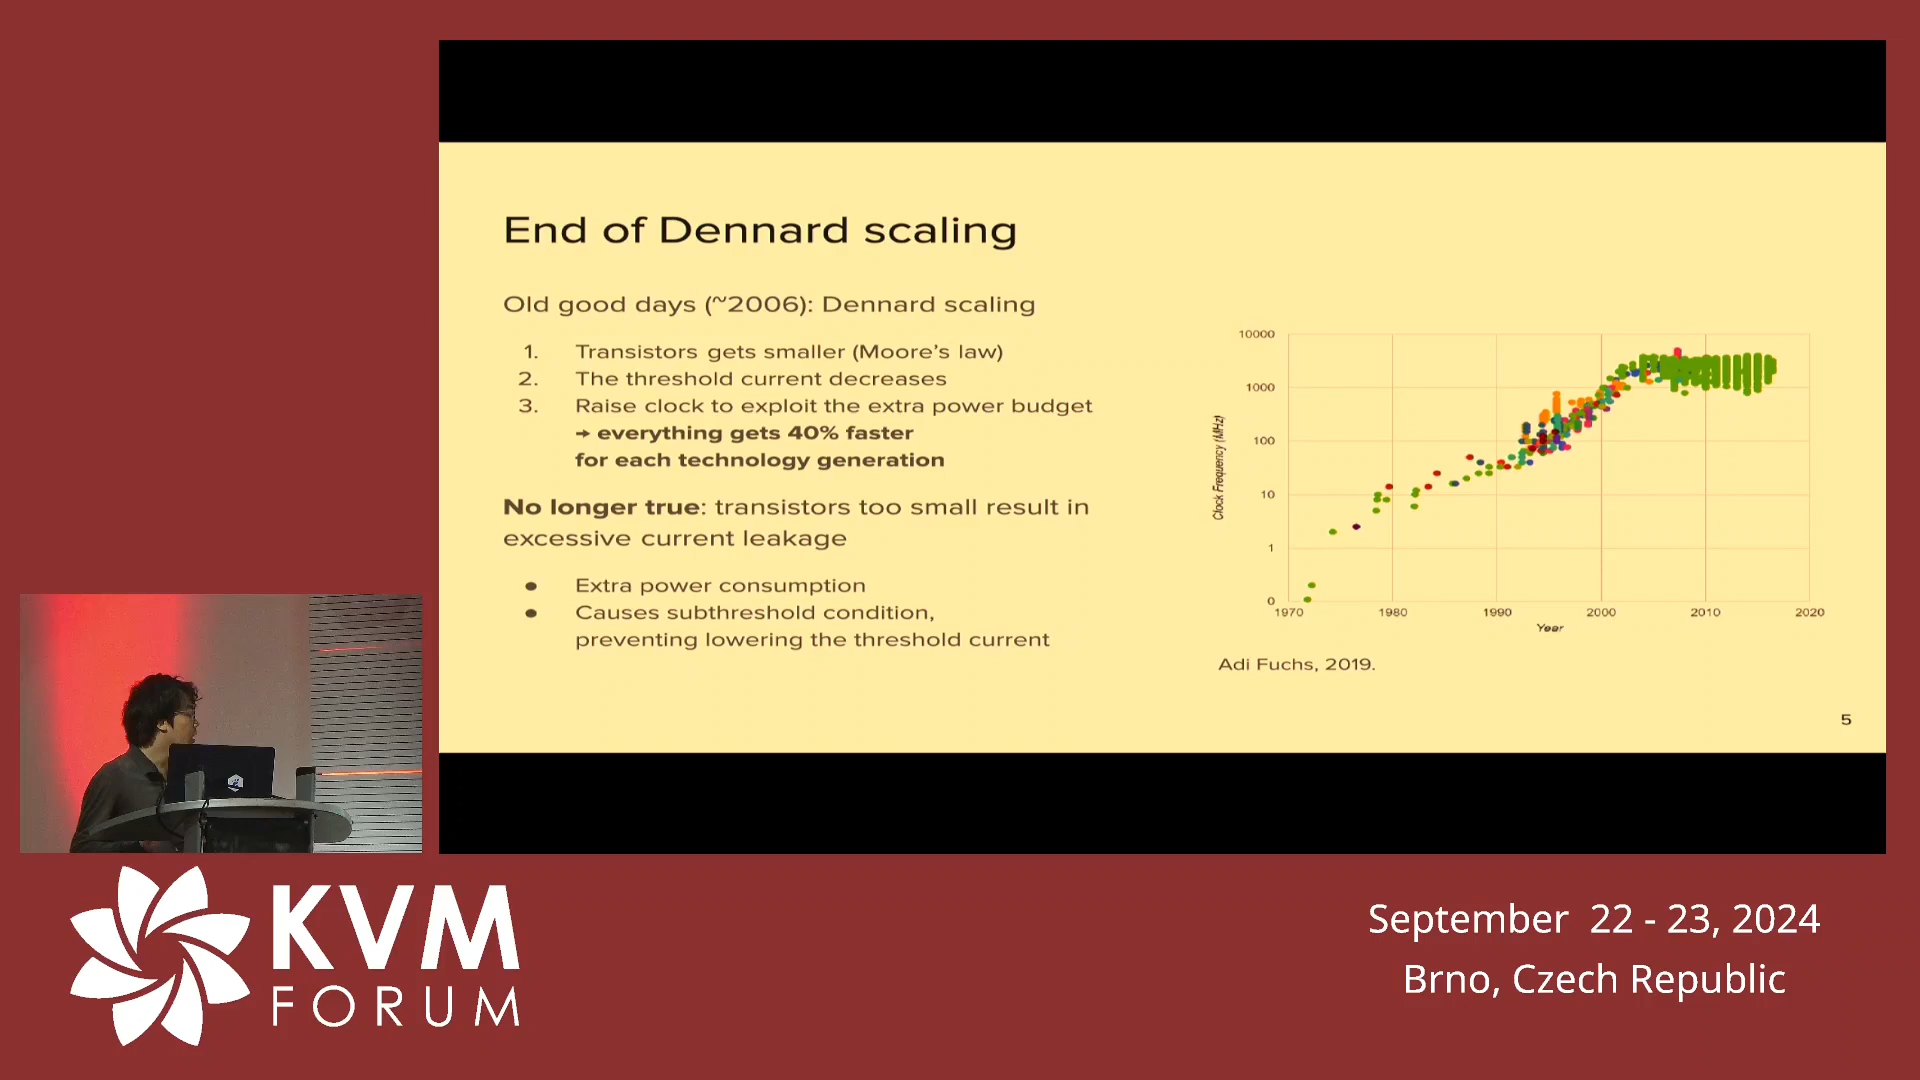 End of Dennard scaling
Old good days (~2006): Dennard scaling
1. Transistors gets smaller (Moore's law)
2. The threshold current decreases
3. Raise clock to exploit the extra power budget
→ everything gets 40% faster
for each technology generation
No longer true: transistors too small result in
excessive current leakage
● Extra power consumption
● Causes subthreshold condition,
preventing lowering the threshold current
Clock Frequency (MHz)
10000
1000
100
10
1
0
1970 1980 1990 2000 2010 2020
Year
Adi Fuchs, 2019.
5
KVM
FORUM
September 22 - 23, 2024
Brno, Czech Republic